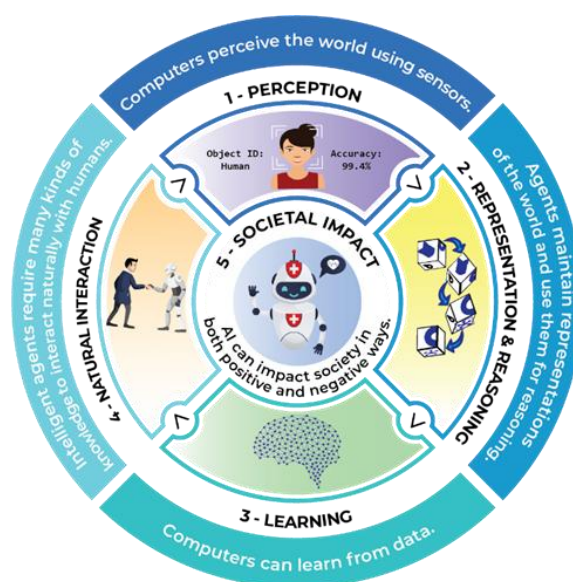 Computers perceive the world using sensors.
1 - PERCEPTION
Object ID:
Human
Accuracy:
99.4%
Agents maintain representations
of the world and use them for reasoning.
2 - REPRESENTATION & REASONING
5 - SOCIETAL IMPACT
AI can impact society in
both positive and negative ways.
Intelligent agents require many kinds of
knowledge to interact naturally with humans.
4 - NATURAL INTERACTION
3 - LEARNING
Computers can learn from data.